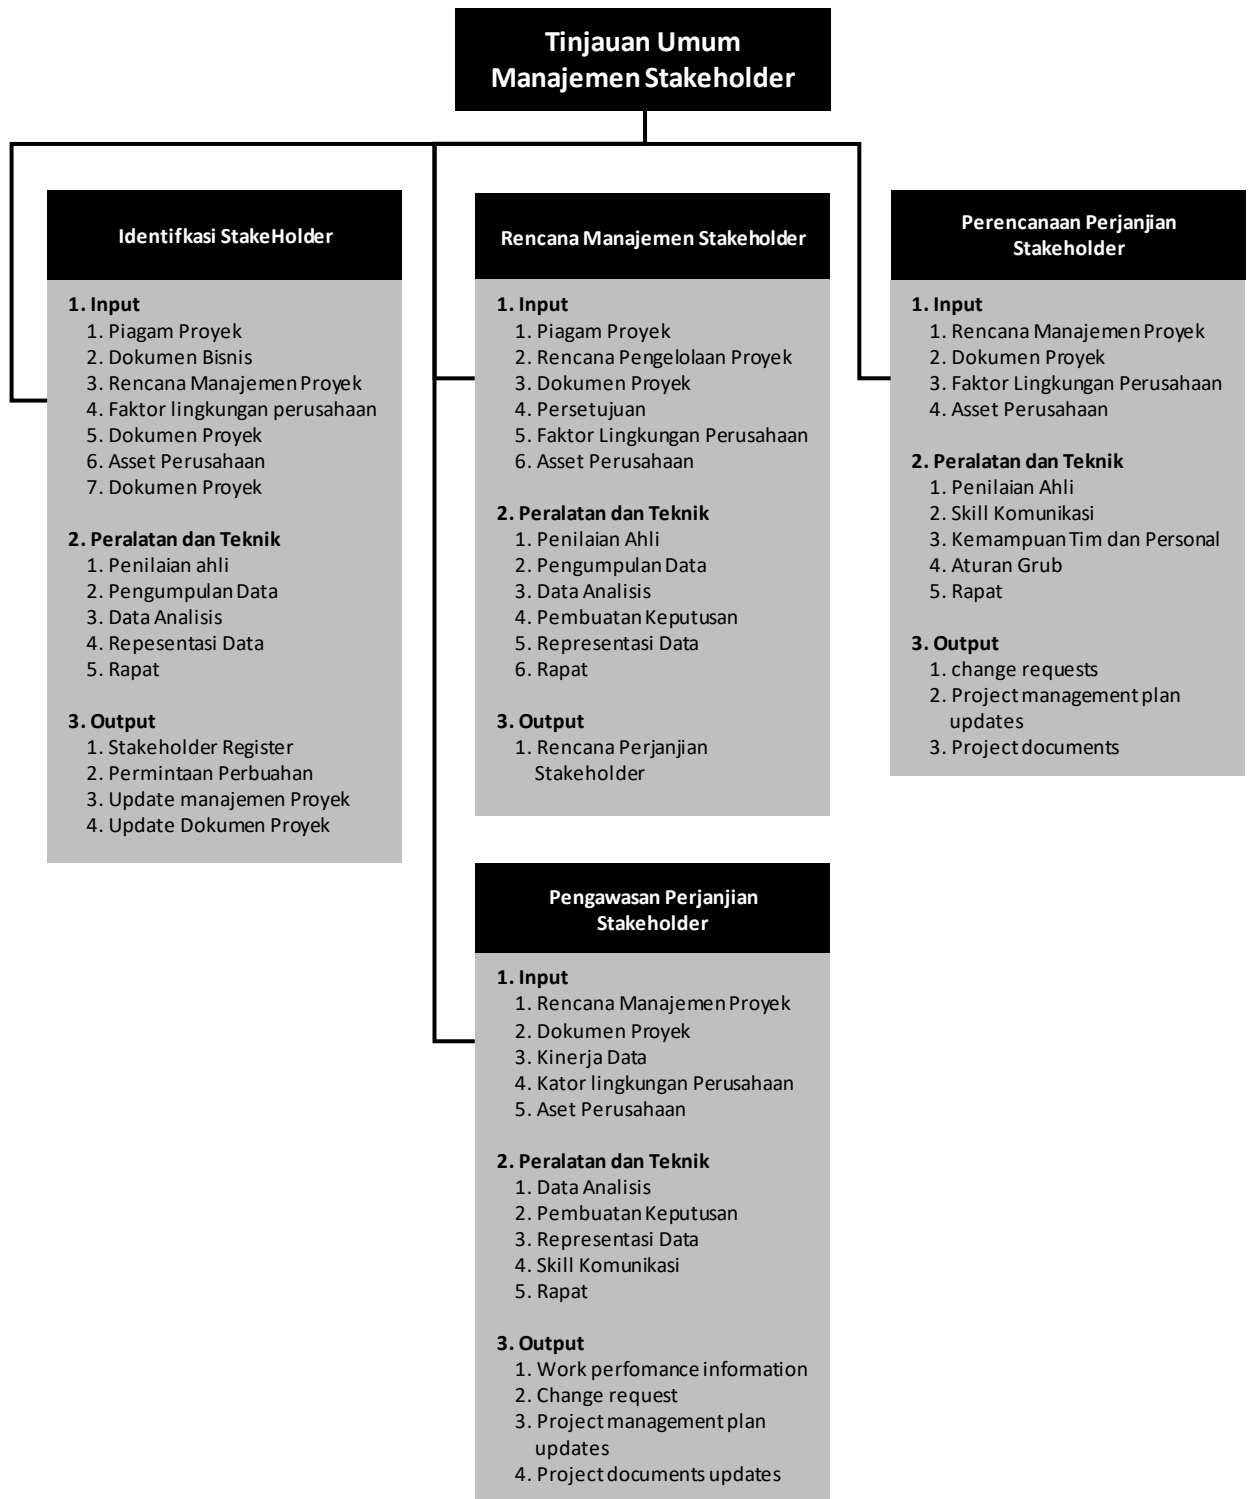 Tinjauan Umum
Manajemen Stakeholder
Identifkasi StakeHolder
1. Input
1. Piagam Proyek
2. Dokumen Bisnis
3. Rencana Manajemen Proyek
4. Faktor lingkungan perusahaan
5. Dokumen Proyek
6. Asset Perusahaan
7. Dokumen Proyek
2. Peralatan dan Teknik
1. Penilaian ahli
2. Pengumpulan Data
3. Data Analisis
4. Repesentasi Data
5. Rapat
3. Output
1. Stakeholder Register
2. Permintaan Perbuahan
3. Update manajemen Proyek
4. Update Dokumen Proyek
Rencana Manajemen Stakeholder
1. Input
1. Piagam Proyek
2. Rencana Pengelolaan Proyek
3. Dokumen Proyek
4. Persetujuan
5. Faktor Lingkungan Perusahaan
6. Asset Perusahaan
2. Peralatan dan Teknik
1. Penilaian Ahli
2. Pengumpulan Data
3. Data Analisis
4. Pembuatan Keputusan
5. Representasi Data
6. Rapat
3. Output
1. Rencana Perjanjian
Stakeholder
Perencanaan Perjanjian
Stakeholder
1. Input
1. Rencana Manajemen Proyek
2. Dokumen Proyek
3. Faktor Lingkungan Perusahaan
4. Asset Perusahaan
2. Peralatan dan Teknik
1. Penilaian Ahli
2. Skill Komunikasi
3. Kemampuan Tim dan Personal
4. Aturan Grub
5. Rapat
3. Output
1. change requests
2. Project management plan
updates
3. Project documents
Pengawasan Perjanjian
Stakeholder
1. Input
1. Rencana Manajemen Proyek
2. Dokumen Proyek
3. Kinerja Data
4. Kator lingkungan Perusahaan
5. Aset Perusahaan
2. Peralatan dan Teknik
1. Data Analisis
2. Pembuatan Keputusan
3. Representasi Data
4. Skill Komunikasi
5. Rapat
3. Output
1. Work perfomance information
2. Change request
3. Project management plan
updates
4. Project documents updates